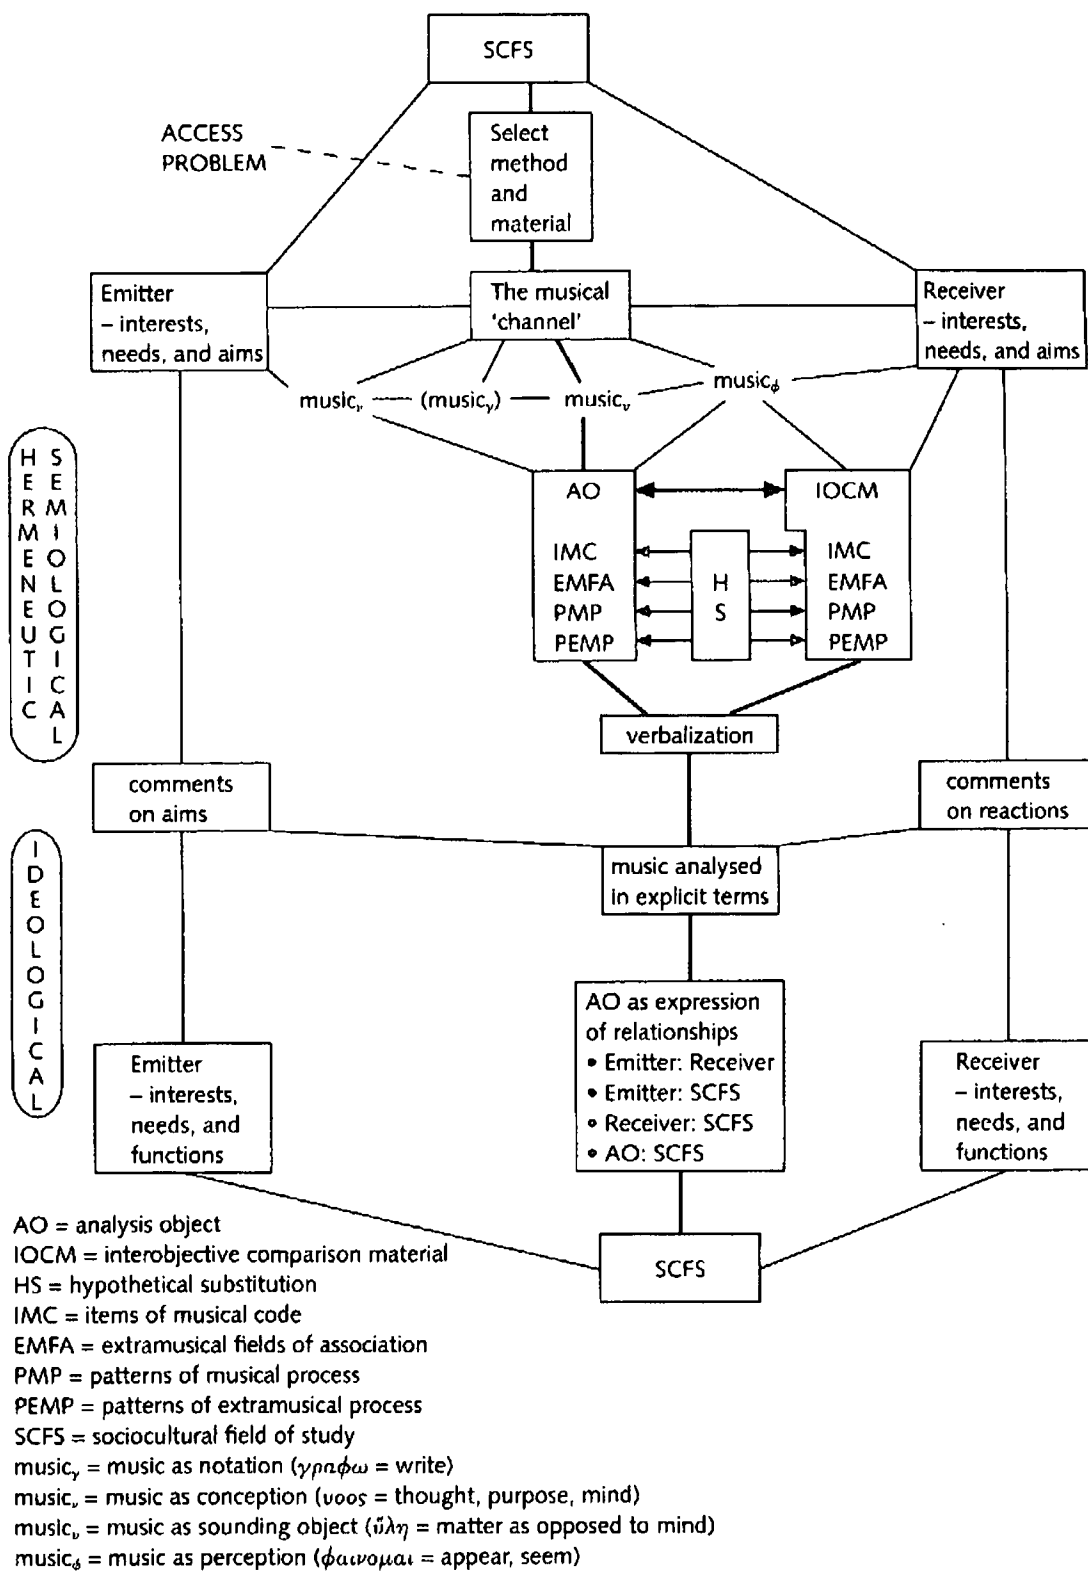 SCFS
ACCESS
PROBLEM
Select
method
and
material
Emitter
– interests,
needs, and aims
The musical
'channel'
Receiver
– interests,
needs, and aims
musicᵥ
(musicᵧ)
musicᵥ
musicᵩ
HERMENEUTIC
SEMIOLOGICAL
AO
IMC
EMFA
PMP
PEMP
H
S
IOCM
IMC
EMFA
PMP
PEMP
verbalization
comments
on aims
comments
on reactions
music analysed
in explicit terms
IDEOLOGICAL
AO as expression
of relationships
• Emitter: Receiver
• Emitter: SCFS
• Receiver: SCFS
• AO: SCFS
Emitter
– interests,
needs, and
functions
Receiver
– interests,
needs, and
functions
SCFS
AO = analysis object
IOCM = interobjective comparison material
HS = hypothetical substitution
IMC = items of musical code
EMFA = extramusical fields of association
PMP = patterns of musical process
PEMP = patterns of extramusical process
SCFS = sociocultural field of study
musicᵧ = music as notation (γραφω = write)
musicᵥ = music as conception (νοος = thought, purpose, mind)
musicᵥ = music as sounding object (ὕλη = matter as opposed to mind)
musicᵩ = music as perception (φαινομαι = appear, seem)